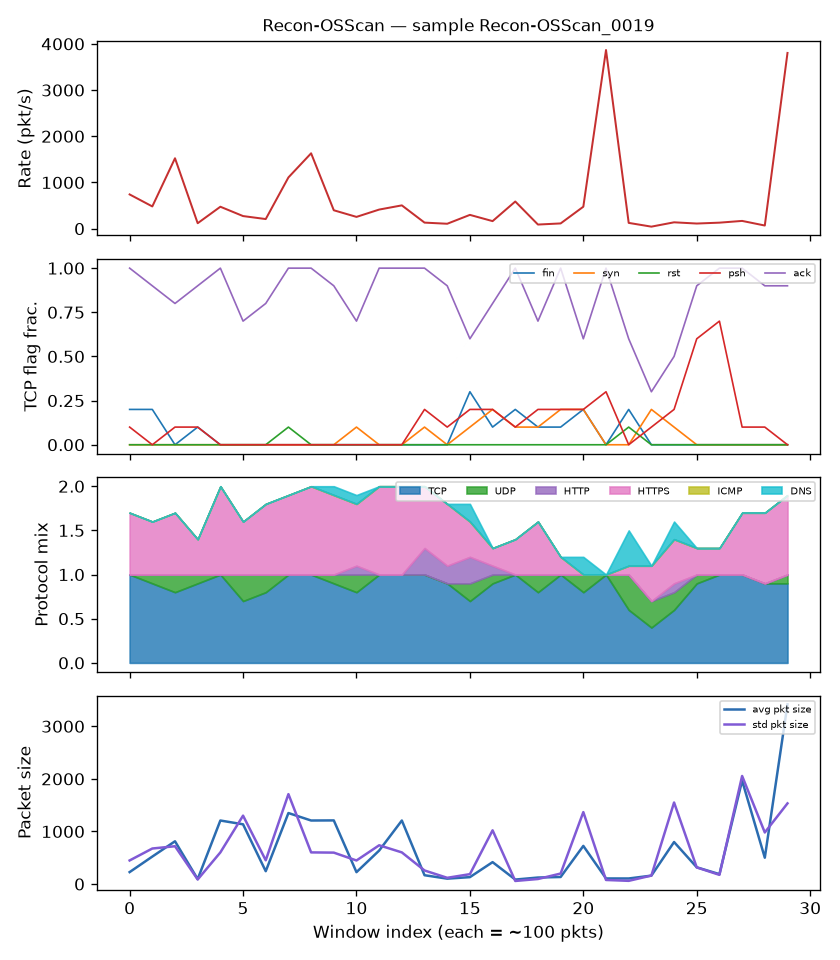 Recon-OSScan — sample Recon-OSScan_0019
4000
3000
2000
1000
0
Rate (pkt/s)
fin syn rst psh ack
1.00
0.75
0.50
0.25
0.00
TCP flag frac.
TCP UDP HTTP HTTPS ICMP DNS
2.0
1.5
1.0
0.5
0.0
Protocol mix
avg pkt size
std pkt size
3000
2000
1000
0
Packet size
0 5 10 15 20 25 30
Window index (each = ~100 pkts)